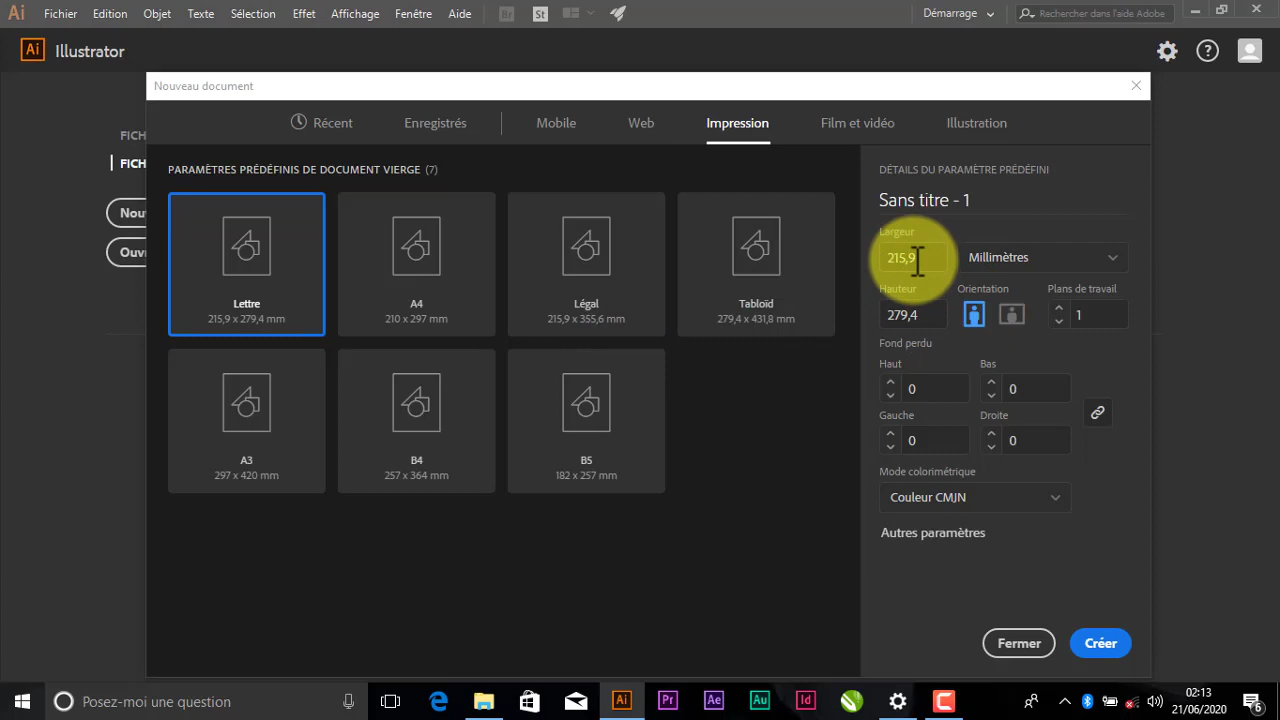 Ai Fichier Edition Objet Texte Sélection Effet Affichage Fenêtre Aide Br St Démarrage Rechercher dans l'aide Adobe
Ai Illustrator
Nouveau document
Récent Enregistrés Mobile Web Impression Film et vidéo Illustration
FICH
FICH
Nou
Ouv
PARAMÈTRES PRÉDÉFINIS DE DOCUMENT VIERGE (7)
Lettre
215,9 x 279,4 mm
A4
210 x 297 mm
Légal
215,9 x 355,6 mm
Tabloïd
279,4 x 431,8 mm
A3
297 x 420 mm
B4
257 x 364 mm
B5
182 x 257 mm
DÉTAILS DU PARAMÈTRE PRÉDÉFINI
Sans titre - 1
Largeur
215,9 Millimètres
Hauteur Orientation Plans de travail
279,4 1
Fond perdu
Haut Bas
0 0
Gauche Droite
0 0
Mode colorimétrique
Couleur CMJN
Autres paramètres
Fermer Créer
Posez-moi une question
Ai Pr Ae Au Id
02:13
21/06/2020
6